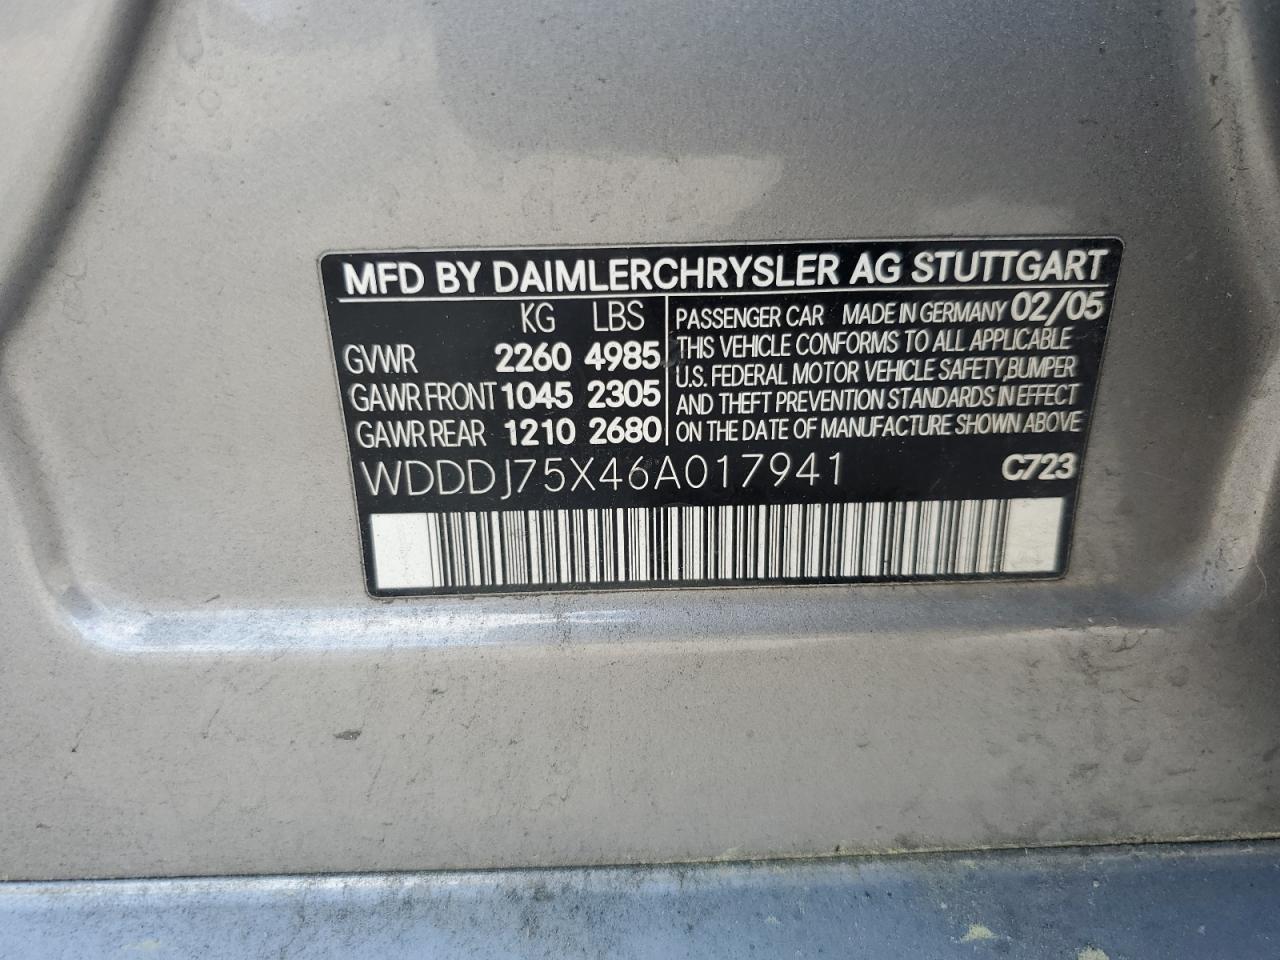 MFD BY DAIMLERCHRYSLER AG STUTTGART
KG LBS
GVWR 2260 4985
GAWR FRONT 1045 2305
GAWR REAR 1210 2680
PASSENGER CAR MADE IN GERMANY 02/05
THIS VEHICLE CONFORMS TO ALL APPLICABLE
U.S. FEDERAL MOTOR VEHICLE SAFETY,BUMPER
AND THEFT PREVENTION STANDARDS IN EFFECT
ON THE DATE OF MANUFACTURE SHOWN ABOVE
WDDDJ75X46A017941 C723